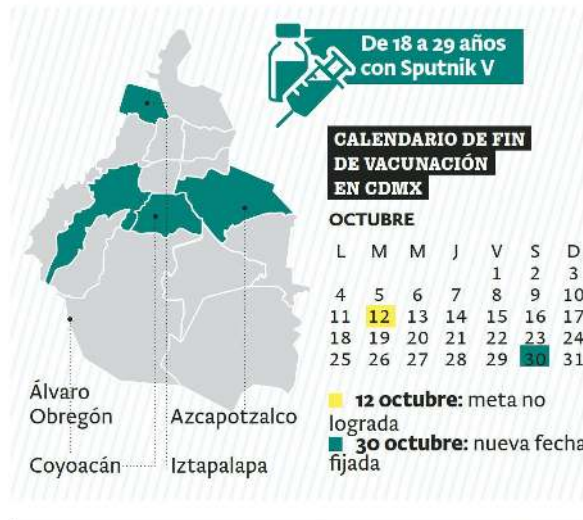 De 18 a 29 años
con Sputnik V
CALENDARIO DE FIN
DE VACUNACIÓN
EN CDMX
OCTUBRE
L M M J V S D
1 2 3
4 5 6 7 8 9 10
11 12 13 14 15 16 17
18 19 20 21 22 23 24
25 26 27 28 29 30 31
12 octubre: meta no
lograda
30 octubre: nueva fecha
fijada
Álvaro
Obregón
Azcapotzalco
Coyoacán
Iztapalapa